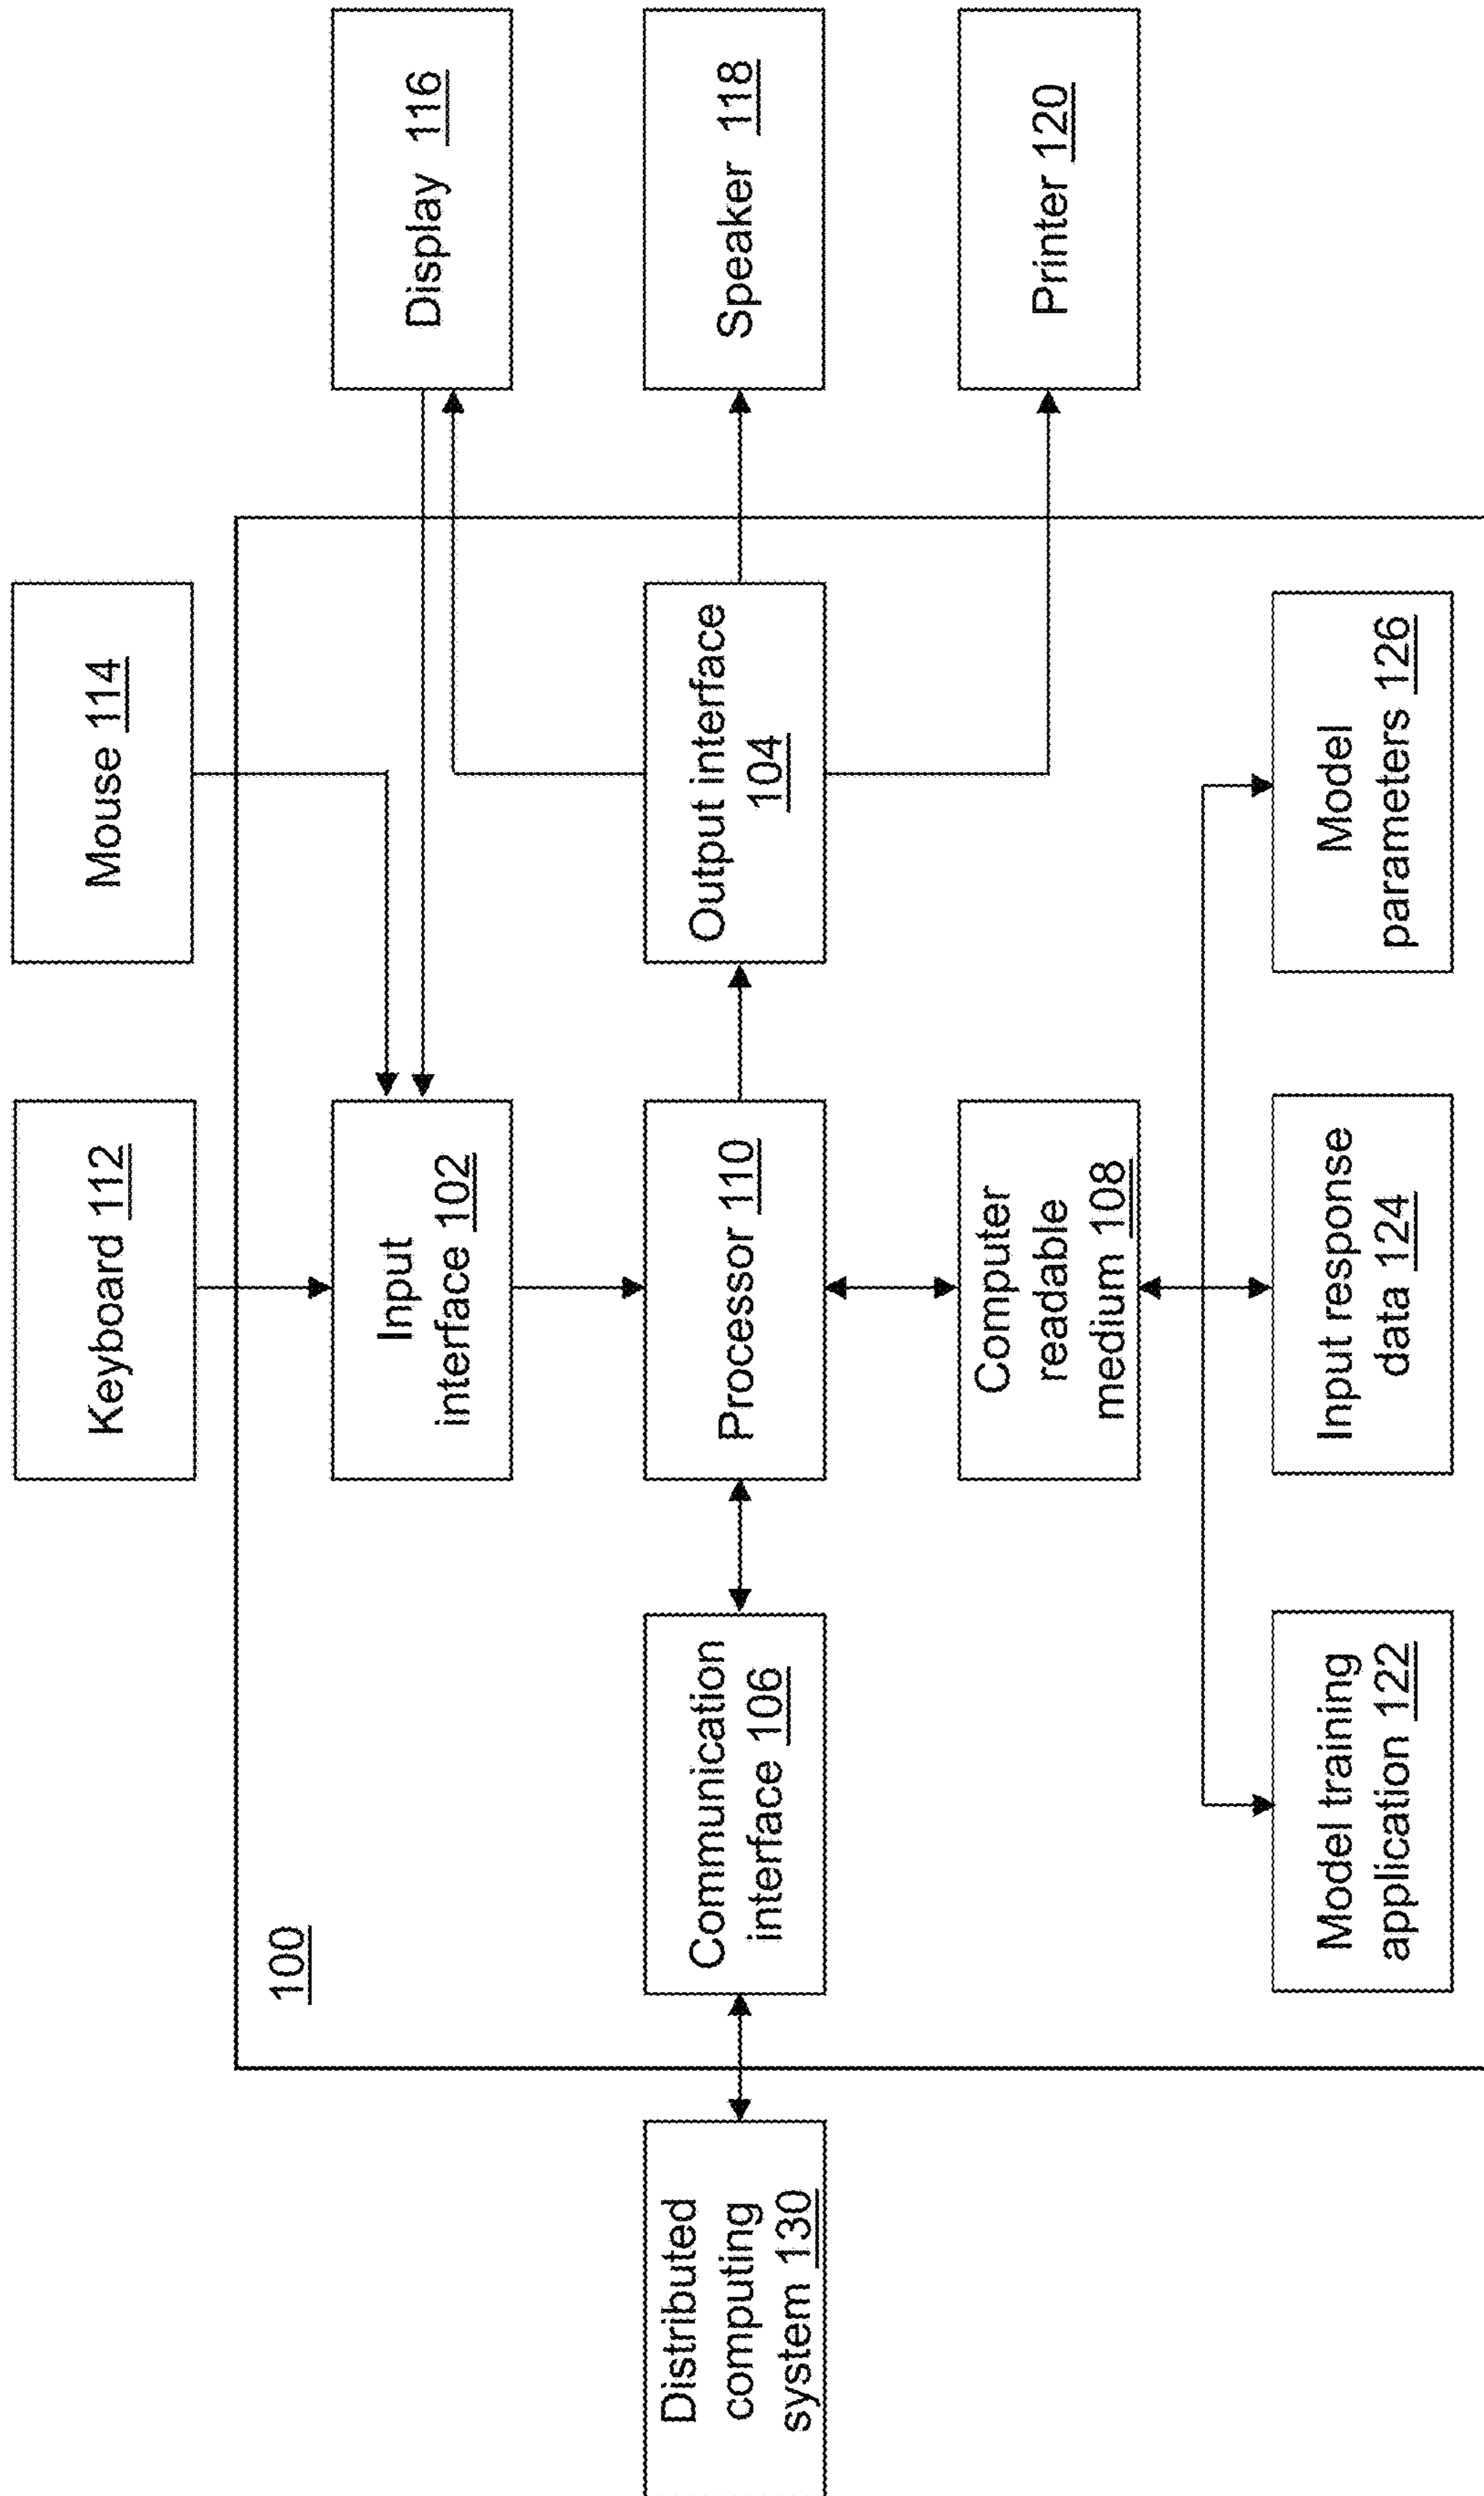 Keyboard 112
Mouse 114
100
Input
interface 102
Display 116
Distributed
computing
system 130
Communication
interface 106
Processor 110
Output interface
104
Speaker 118
Computer
readable
medium 108
Printer 120
Model training
application 122
Input response
data 124
Model
parameters 126